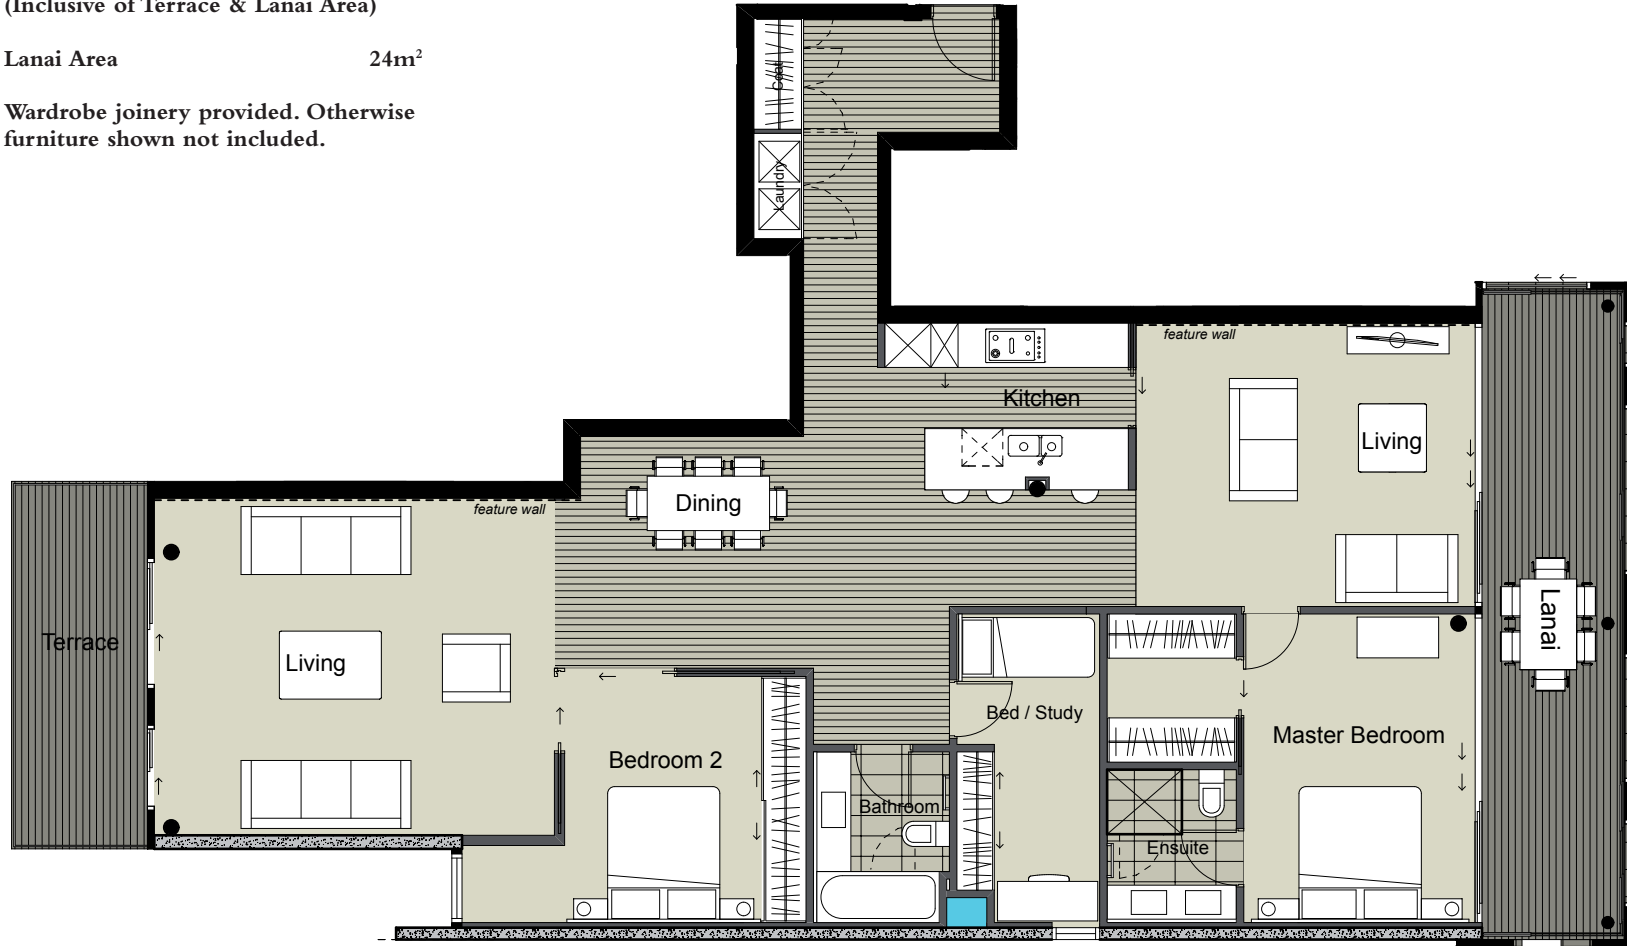 (Inclusive of Terrace & Lanai Area)
Lanai Area 24m²
Wardrobe joinery provided. Otherwise
furniture shown not included.
Coat
Laundry
feature wall
Kitchen
Living
Dining
feature wall
Lanai
Terrace
Living
Bed / Study
Master Bedroom
Bedroom 2
Bathroom
Ensuite